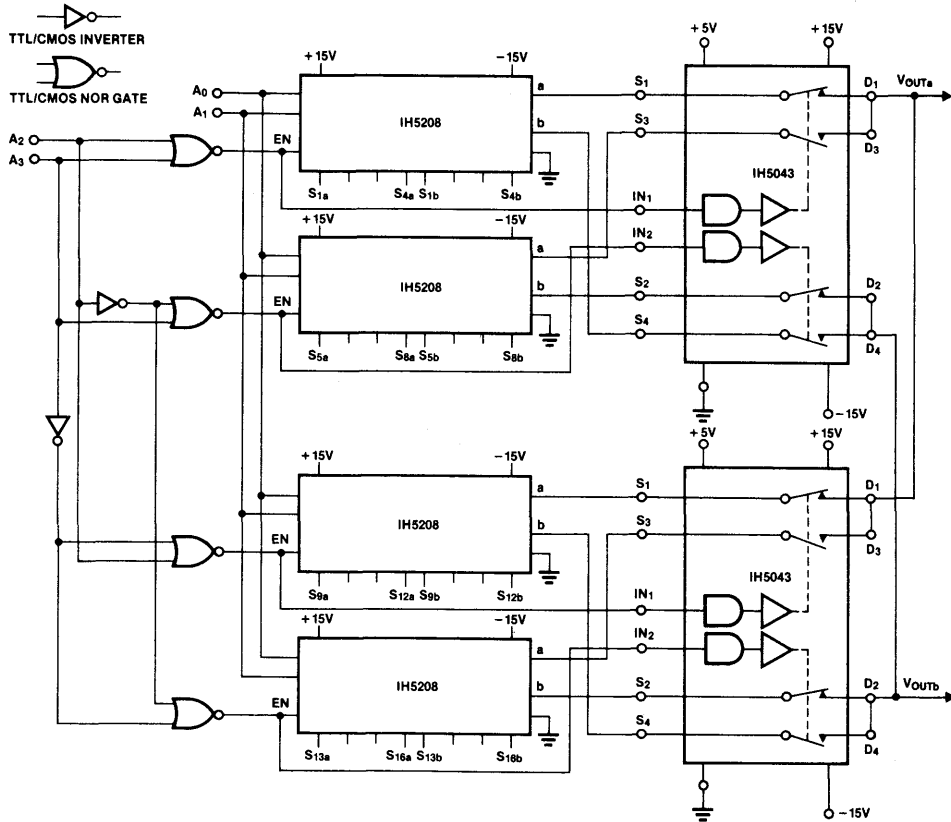 TTL/CMOS INVERTER
TTL/CMOS NOR GATE
A0
A1
A2
A3
+15V
-15V
IH5208
EN
a
b
S1a
S4a
S1b
S4b
+15V
-15V
IH5208
EN
a
b
S5a
S8a
S5b
S8b
S1
S3
IN1
IN2
S2
S4
+5V
+15V
IH5043
D1
D3
D2
D4
-15V
VOUTa
+15V
-15V
IH5208
EN
a
b
S9a
S12a
S9b
S12b
+15V
-15V
IH5208
EN
a
b
S13a
S16a
S13b
S16b
S1
S3
IN1
IN2
S2
S4
+5V
+15V
IH5043
D1
D3
D2
D4
-15V
VOUTb